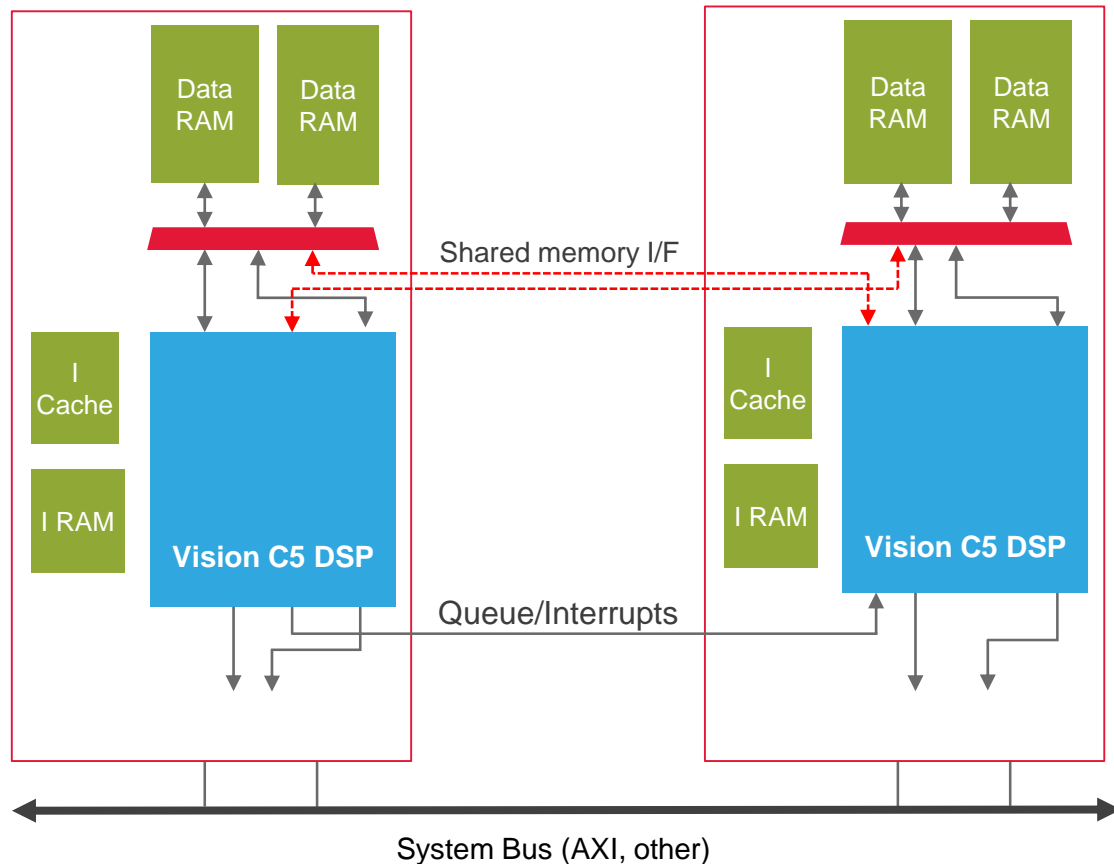 Data
RAM
Data
RAM
Data
RAM
Data
RAM
Shared memory I/F
I
Cache
I
Cache
I RAM
I RAM
Vision C5 DSP
Vision C5 DSP
Queue/Interrupts
System Bus (AXI, other)